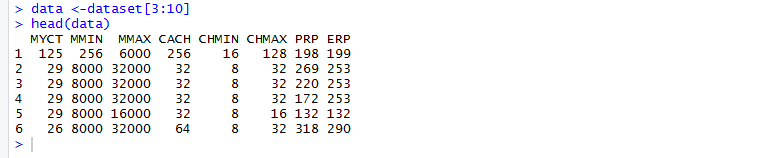 > data <-dataset[3:10]
> head(data)
  MYCT MMIN  MMAX CACH CHMIN CHMAX PRP ERP
1  125  256  6000  256    16   128 198 199
2   29 8000 32000   32     8    32 269 253
3   29 8000 32000   32     8    32 220 253
4   29 8000 32000   32     8    32 172 253
5   29 8000 16000   32     8    16 132 132
6   26 8000 32000   64     8    32 318 290
>